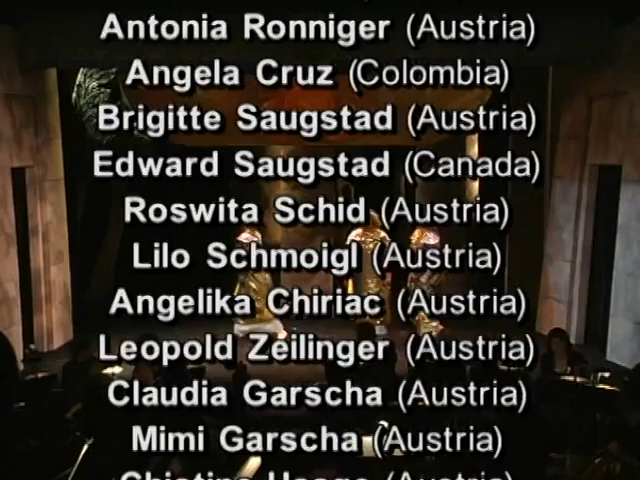 Antonia Ronniger (Austria)
Angela Cruz (Colombia)
Brigitte Saugstad (Austria)
Edward Saugstad (Canada)
Roswita Schid (Austria)
Lilo Schmoigl (Austria)
Angelika Chiriac (Austria)
Leopold Zeilinger (Austria)
Claudia Garscha (Austria)
Mimi Garscha (Austria)
(Austria)